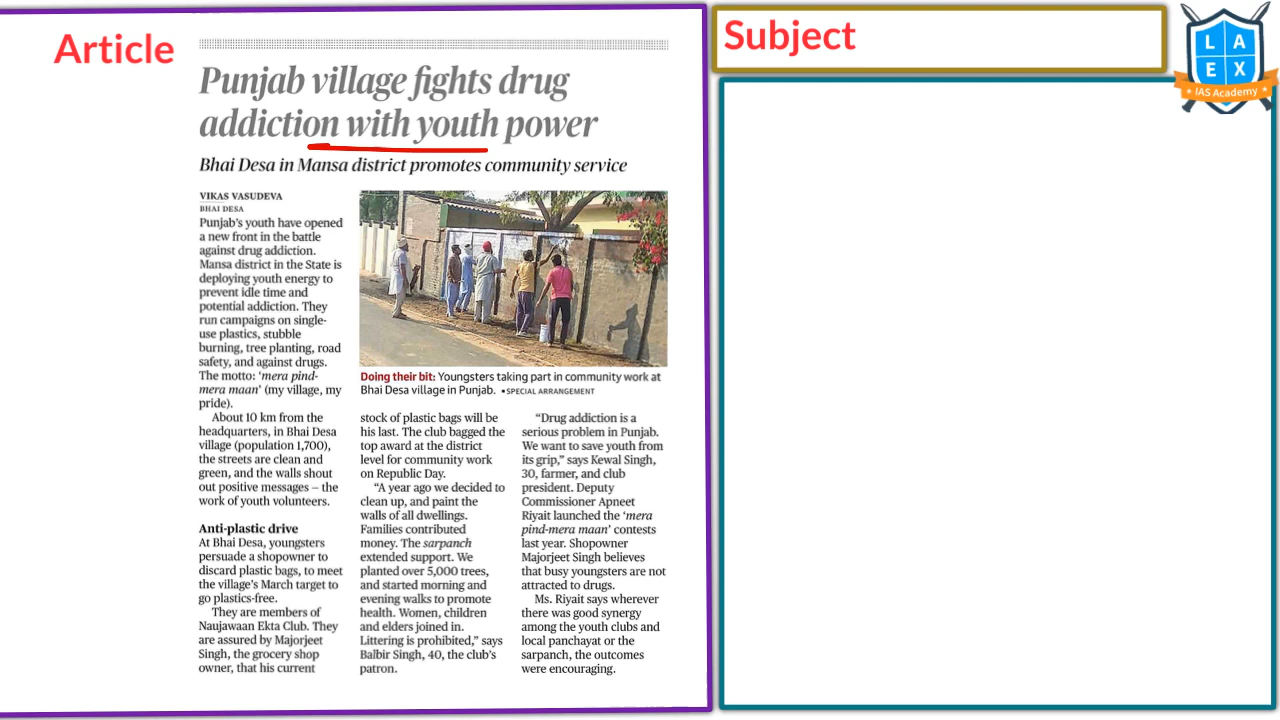 Article
Punjab village fights drug
addiction with youth power
Bhai Desa in Mansa district promotes community service
VIKAS VASUDEVA
BHAI DESA
Punjab's youth have opened
a new front in the battle
against drug addiction.
Mansa district in the State is
deploying youth energy to
prevent idle time and
potential addiction. They
run campaigns on single-
use plastics, stubble
burning, tree planting, road
safety, and against drugs.
The motto: 'mera pind-
mera maan' (my village, my
pride).
About 10 km from the
headquarters, in Bhai Desa
village (population 1,700),
the streets are clean and
green, and the walls shout
out positive messages – the
work of youth volunteers.
Anti-plastic drive
At Bhai Desa, youngsters
persuade a shopowner to
discard plastic bags, to meet
the village's March target to
go plastics-free.
They are members of
Naujawaan Ekta Club. They
are assured by Majorjeet
Singh, the grocery shop
owner, that his current
Doing their bit: Youngsters taking part in community work at
Bhai Desa village in Punjab. •SPECIAL ARRANGEMENT
stock of plastic bags will be
his last. The club bagged the
top award at the district
level for community work
on Republic Day.
"A year ago we decided to
clean up, and paint the
walls of all dwellings.
Families contributed
money. The sarpanch
extended support. We
planted over 5,000 trees,
and started morning and
evening walks to promote
health. Women, children
and elders joined in.
Littering is prohibited," says
Balbir Singh, 40, the club's
patron.
"Drug addiction is a
serious problem in Punjab.
We want to save youth from
its grip," says Kewal Singh,
30, farmer, and club
president. Deputy
Commissioner Apneet
Riyait launched the 'mera
pind-mera maan' contests
last year. Shopowner
Majorjeet Singh believes
that busy youngsters are not
attracted to drugs.
Ms. Riyait says wherever
there was good synergy
among the youth clubs and
local panchayat or the
sarpanch, the outcomes
were encouraging.
Subject
L A
E X
IAS Academy